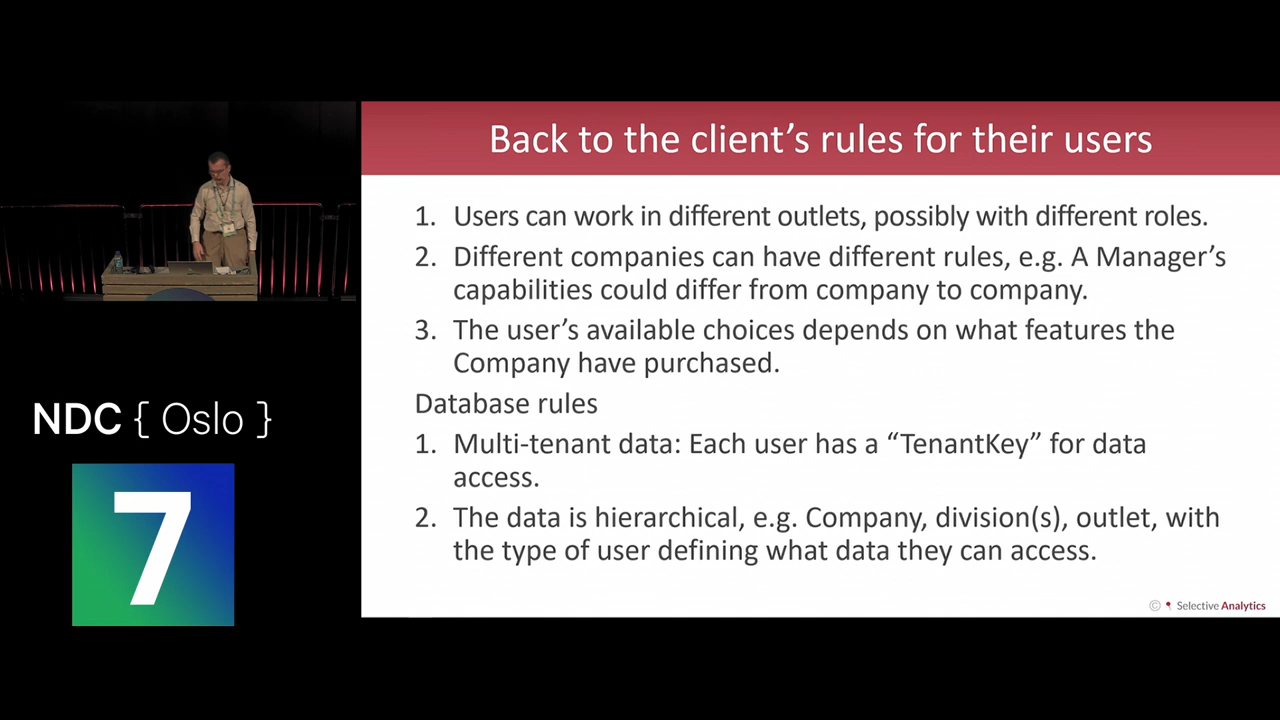 Back to the client's rules for their users
1. Users can work in different outlets, possibly with different roles.
2. Different companies can have different rules, e.g. A Manager's
capabilities could differ from company to company.
3. The user's available choices depends on what features the
Company have purchased.
Database rules
1. Multi-tenant data: Each user has a “TenantKey” for data
access.
2. The data is hierarchical, e.g. Company, division(s), outlet, with
the type of user defining what data they can access.
© Selective Analytics
NDC { Oslo }
7